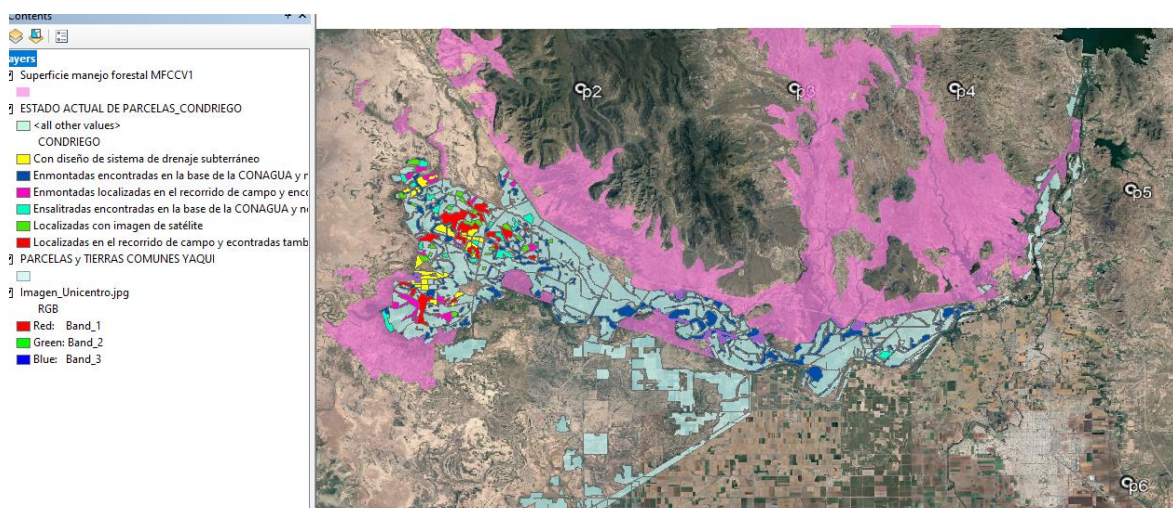 Contents
ayers
Superficie manejo forestal MFCCV1
ESTADO ACTUAL DE PARCELAS_CONDRIEGO
<all other values>
CONDRIEGO
Con diseño de sistema de drenaje subterráneo
Enmontadas encontradas en la base de la CONAGUA y n
Enmontadas localizadas en el recorrido de campo y enco
Ensalitradas encontradas en la base de la CONAGUA y no
Localizadas con imagen de satélite
Localizadas en el recorrido de campo y econtradas tamb
PARCELAS y TIERRAS COMUNES YAQUI
Imagen_Unicentro.jpg
RGB
Red: Band_1
Green: Band_2
Blue: Band_3
p2
p3
p4
p5
p6